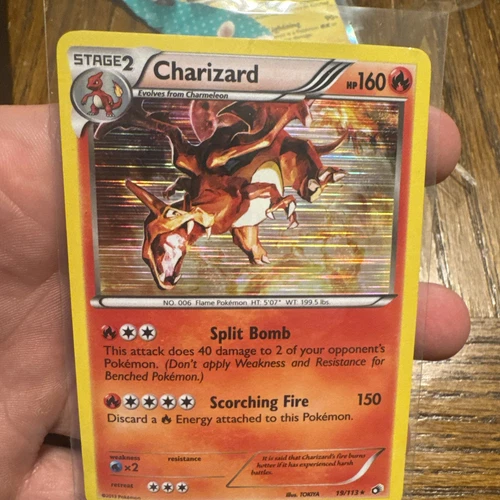 STAGE2
Charizard
HP160
Evolves from Charmeleon
NO. 006 Flame Pokémon HT: 5'07" WT: 199.5 lbs.
Split Bomb
This attack does 40 damage to 2 of your opponent's
Pokémon. (Don't apply Weakness and Resistance for
Benched Pokémon.)
Scorching Fire 150
Discard a Energy attached to this Pokémon.
weakness
×2
resistance
retreat
It is said that Charizard's fire burns
hotter if it has experienced harsh
battles.
©2013 Pokémon
Illus. TOKIYA
19/113 ★